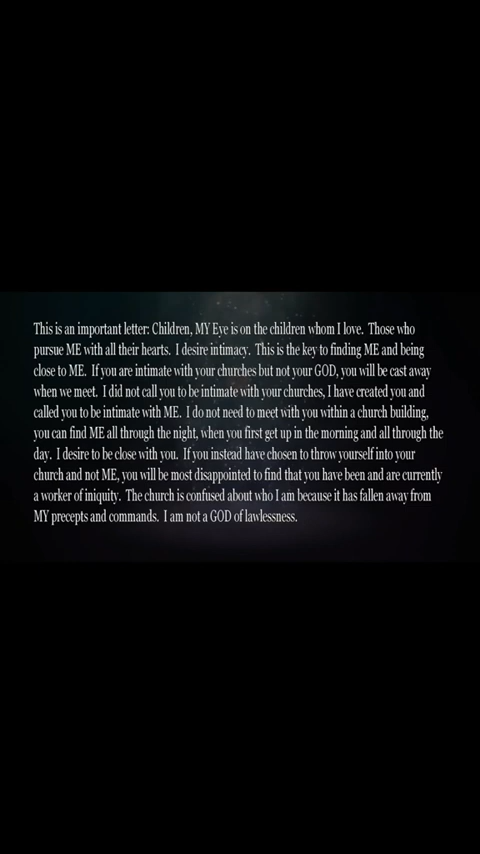 This is an important letter: Children, MY Eye is on the children whom I love.  Those who
pursue ME with all their hearts.  I desire intimacy.  This is the key to finding ME and being
close to ME.  If you are intimate with your churches but not your GOD, you will be cast away
when we meet.  I did not call you to be intimate with your churches, I have created you and
called you to be intimate with ME.  I do not need to meet with you within a church building,
you can find ME all through the night, when you first get up in the morning and all through the
day.  I desire to be close with you.  If you instead have chosen to throw yourself into your
church and not ME, you will be most disappointed to find that you have been and are currently
a worker of iniquity.  The church is confused about who I am because it has fallen away from
MY precepts and commands.  I am not a GOD of lawlessness.